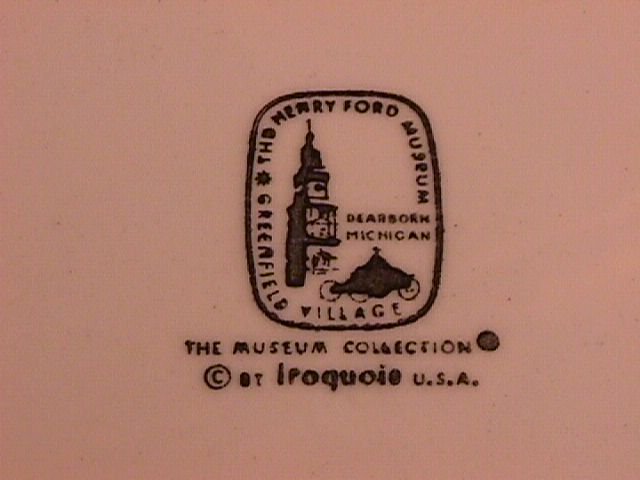 THE HENRY FORD MUSEUM
GREENFIELD VILLAGE
DEARBORN
MICHIGAN
THE MUSEUM COLLECTION
© BY Iroquois U.S.A.